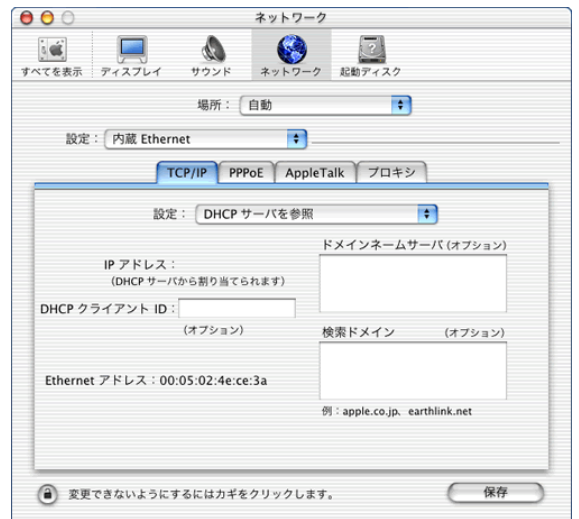 ネットワーク
すべてを表示 ディスプレイ サウンド ネットワーク 起動ディスク
場所： 自動
設定： 内蔵 Ethernet
TCP/IP PPPoE AppleTalk プロキシ
設定： DHCP サーバを参照
ドメインネームサーバ (オプション)
IP アドレス：
(DHCP サーバから割り当てられます)
DHCP クライアント ID：
(オプション)
検索ドメイン (オプション)
Ethernet アドレス：00:05:02:4e:ce:3a
例：apple.co.jp、earthlink.net
変更できないようにするにはカギをクリックします。
保存